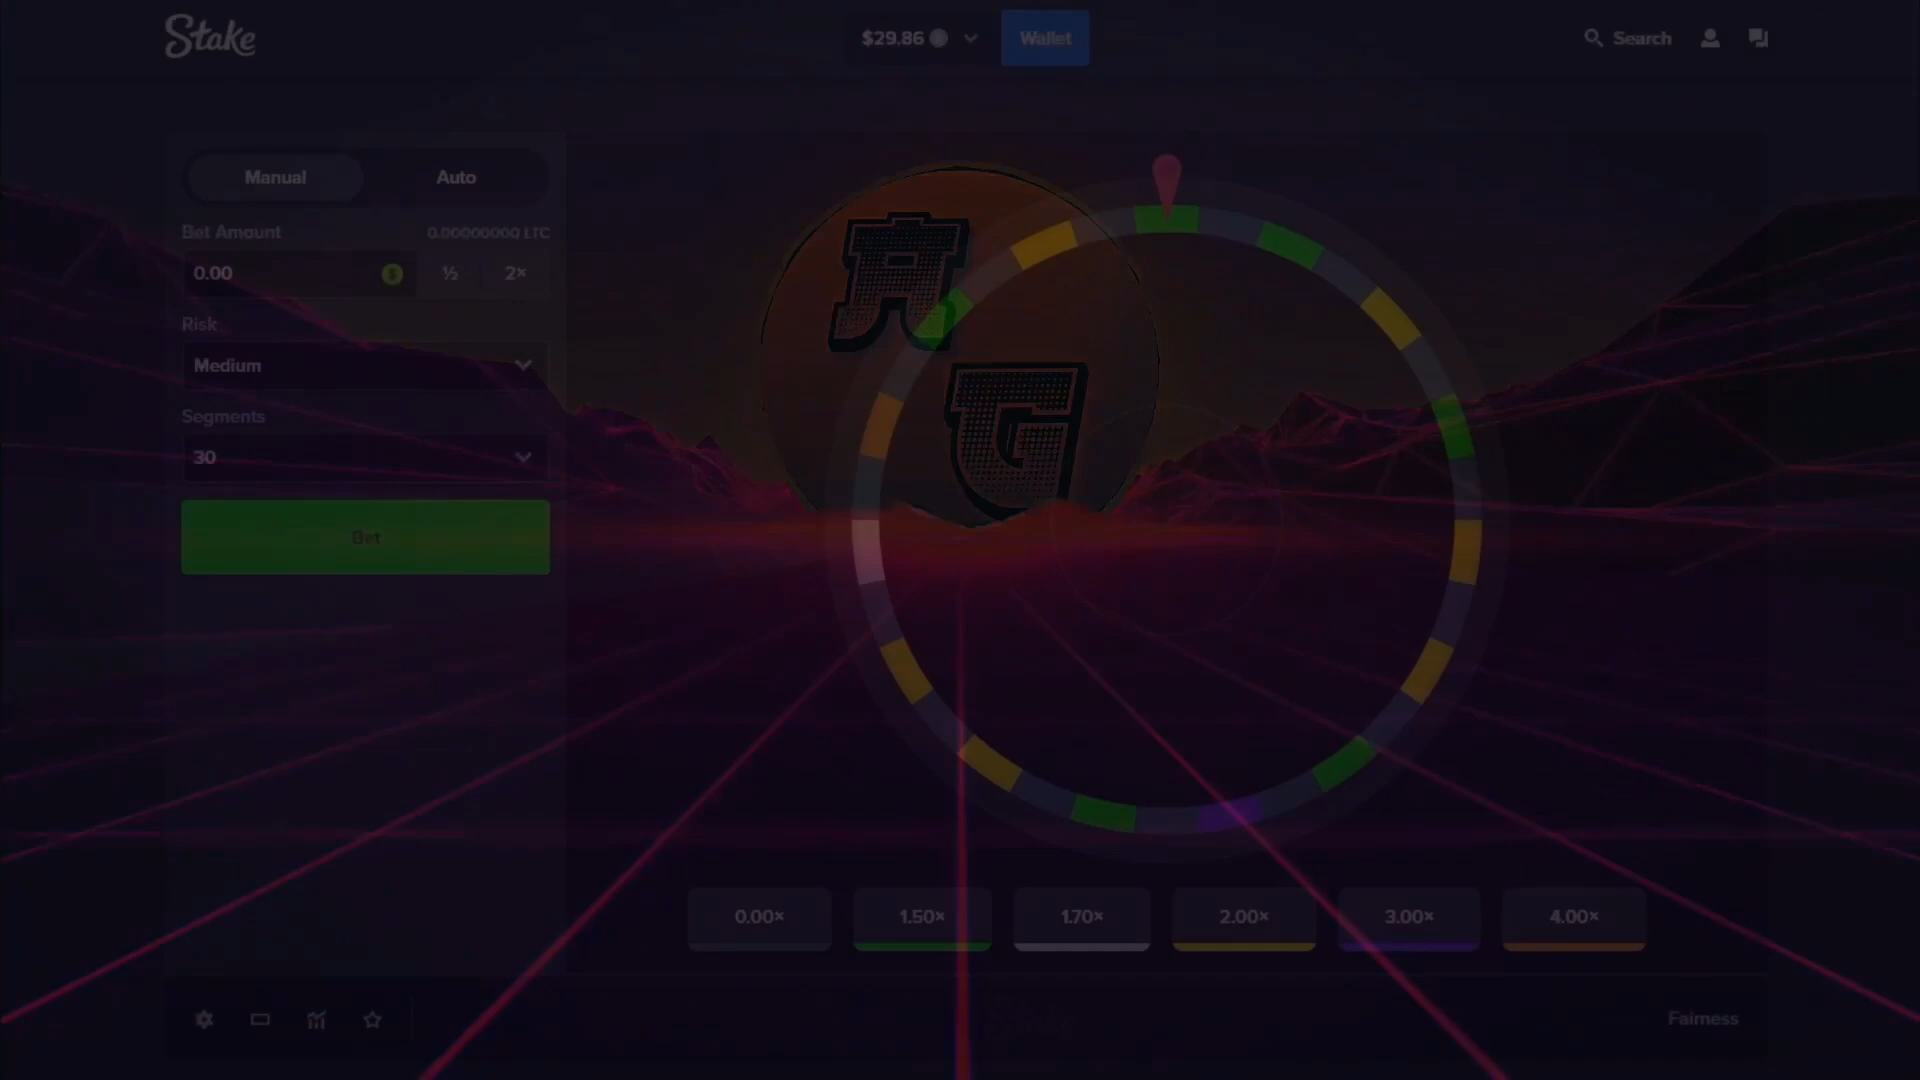 Stake
$29.86
Wallet
Search
Manual
Auto
Bet Amount
0.00000000 LTC
0.00
$
½
2×
Risk
Medium
Segments
30
Bet
G
0.00×
1.50×
1.70×
2.00×
3.00×
4.00×
Fairness